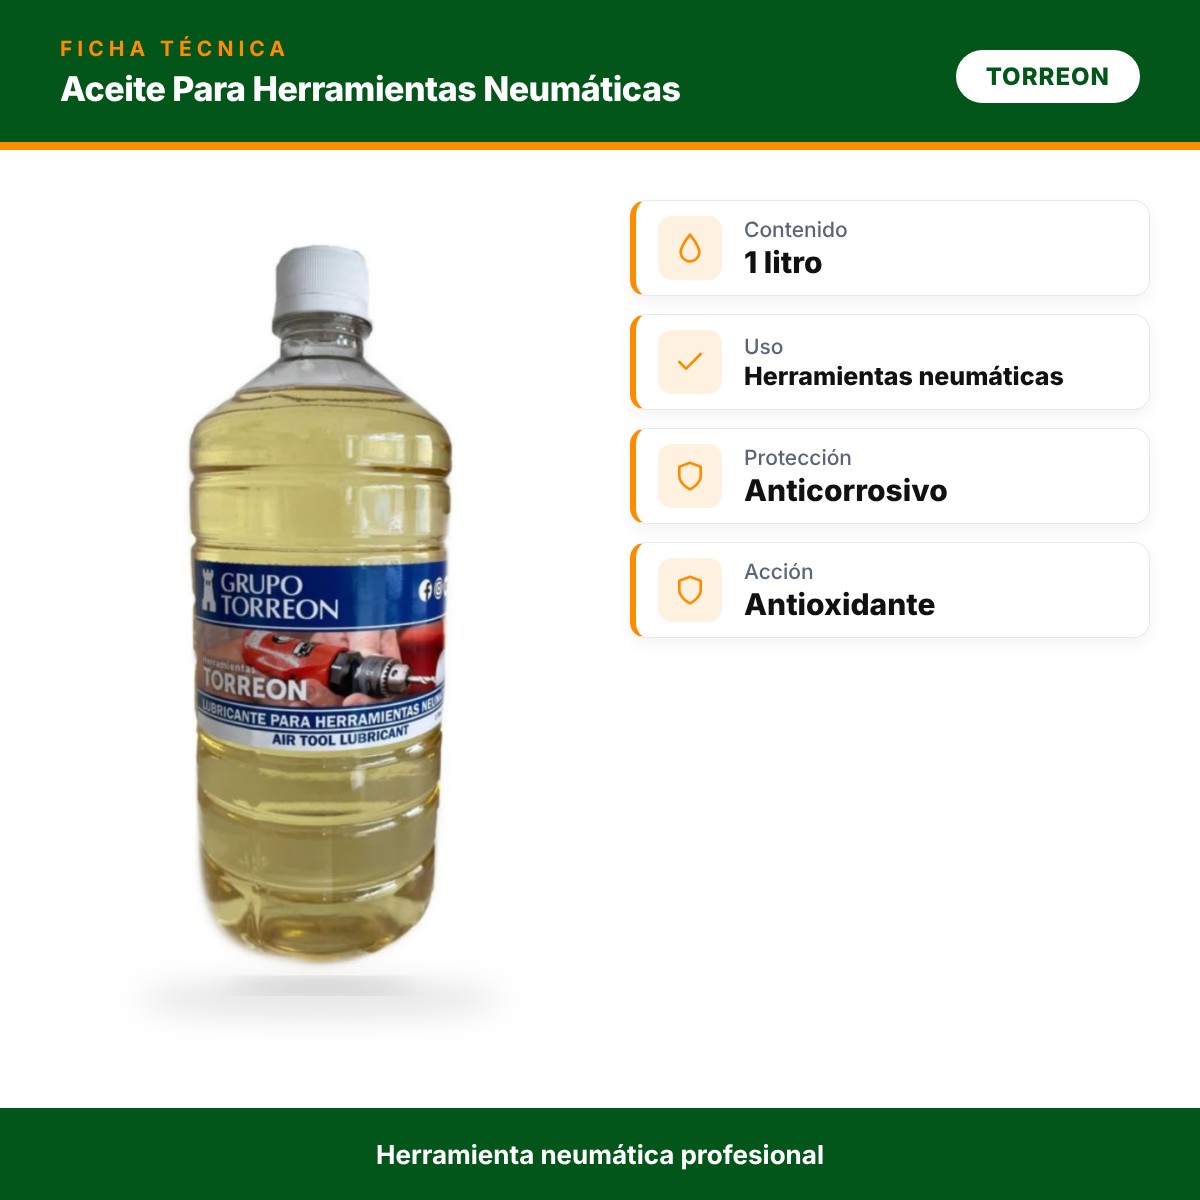 FICHA TÉCNICA
Aceite Para Herramientas Neumáticas
TORREON
Contenido
1 litro
Uso
Herramientas neumáticas
Protección
Anticorrosivo
Acción
Antioxidante
GRUPO
TORREON
Herramientas
TORREON
LUBRICANTE PARA HERRAMIENTAS
AIR TOOL LUBRICANT
Herramienta neumática profesional